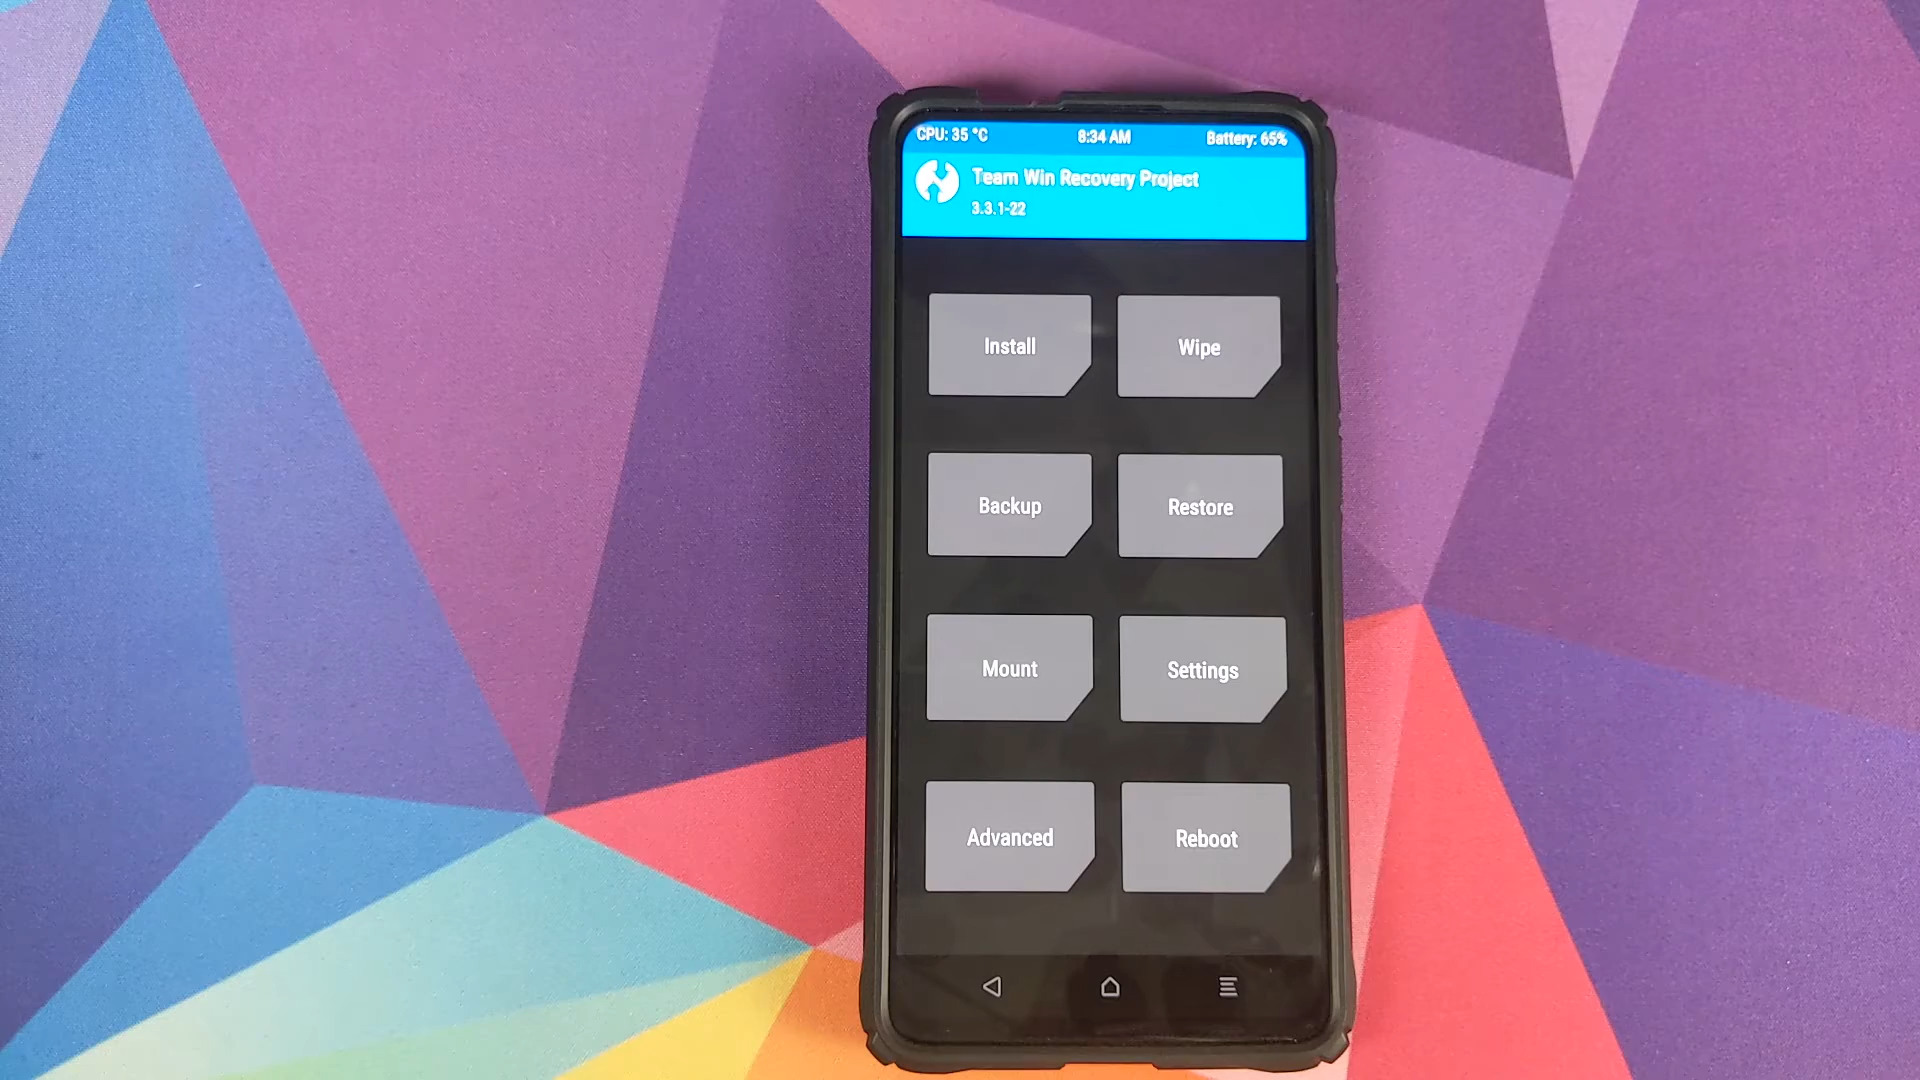 CPU: 35 °C 8:34 AM Battery: 65%
Team Win Recovery Project
3.3.1-22
Install Wipe
Backup Restore
Mount Settings
Advanced Reboot